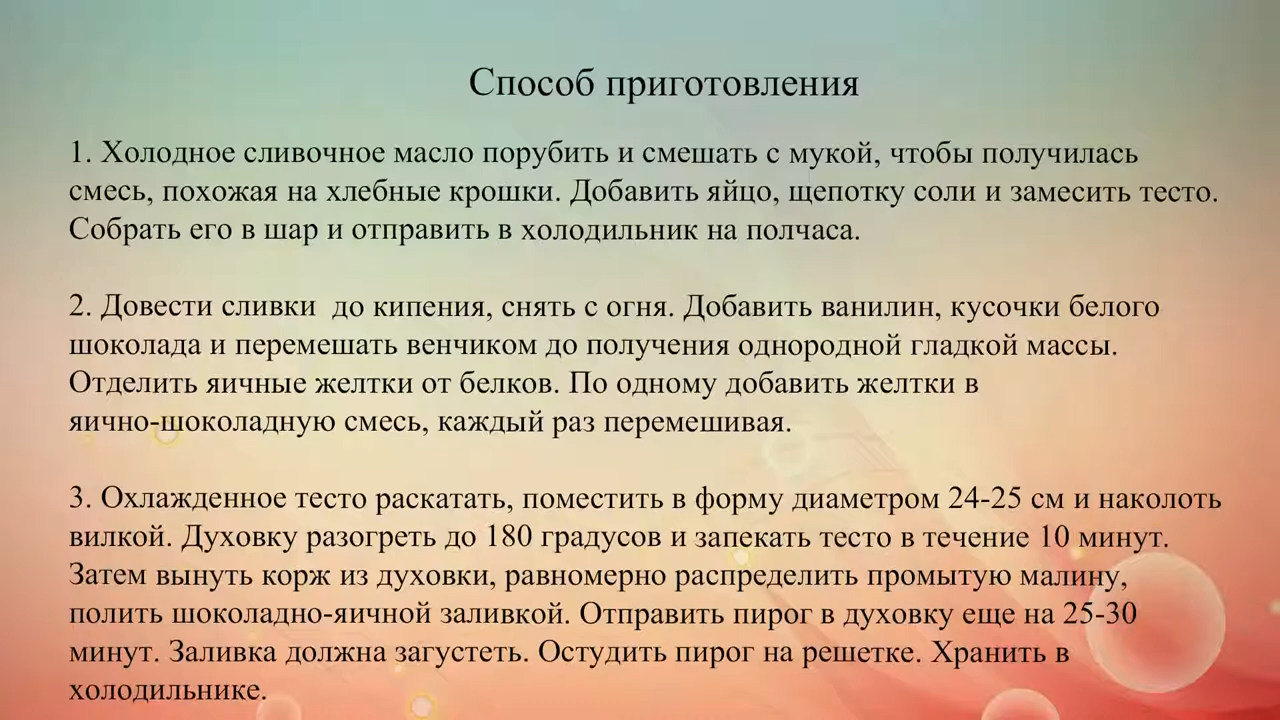 Способ приготовления
1. Холодное сливочное масло порубить и смешать с мукой, чтобы получилась
смесь, похожая на хлебные крошки. Добавить яйцо, щепотку соли и замесить тесто.
Собрать его в шар и отправить в холодильник на полчаса.
2. Довести сливки  до кипения, снять с огня. Добавить ванилин, кусочки белого
шоколада и перемешать венчиком до получения однородной гладкой массы.
Отделить яичные желтки от белков. По одному добавить желтки в
яично-шоколадную смесь, каждый раз перемешивая.
3. Охлажденное тесто раскатать, поместить в форму диаметром 24-25 см и наколоть
вилкой. Духовку разогреть до 180 градусов и запекать тесто в течение 10 минут.
Затем вынуть корж из духовки, равномерно распределить промытую малину,
полить шоколадно-яичной заливкой. Отправить пирог в духовку еще на 25-30
минут. Заливка должна загустеть. Остудить пирог на решетке. Хранить в
холодильнике.